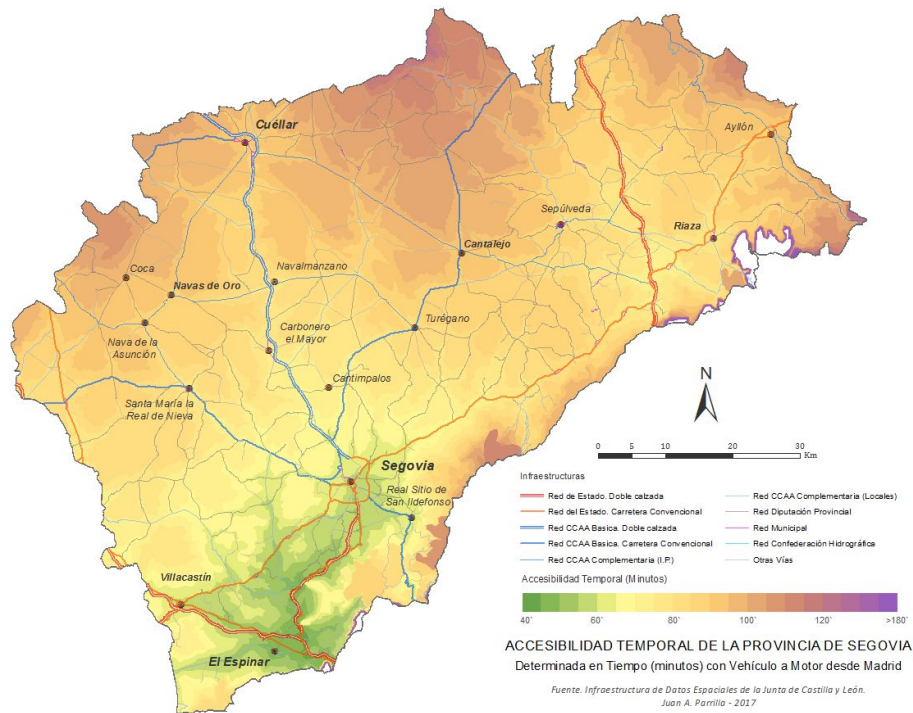 Cuéllar
Ayllón
Sepúlveda
Riaza
Cantalejo
Coca
Navalmanzano
Navas de Oro
Turégano
Nava de la
Asunción
Carbonero
el Mayor
Cantimpalos
Santa María la
Real de Nieva
N
Segovia
Real Sitio de
San Ildefonso
Villacastín
El Espinar
0 5 10 20 30
Km
Infraestructuras
Red de Estado. Doble calzada
Red del Estado. Carretera Convencional
Red CCAA Basica. Doble calzada
Red CCAA Basica. Carretera Convencional
Red CCAA Complementaria (I.P.)
Red CCAA Complementaria (Locales)
Red Diputación Provincial
Red Municipal
Red Confederación Hidrográfica
Otras Vías
Accesibilidad Temporal (Minutos)
40' 60' 80' 100' 120' >180'
ACCESIBILIDAD TEMPORAL DE LA PROVINCIA DE SEGOVIA
Determinada en Tiempo (minutos) con Vehículo a Motor desde Madrid
Fuente. Infraestructura de Datos Espaciales de la Junta de Castilla y León.
Juan A. Parrilla - 2017